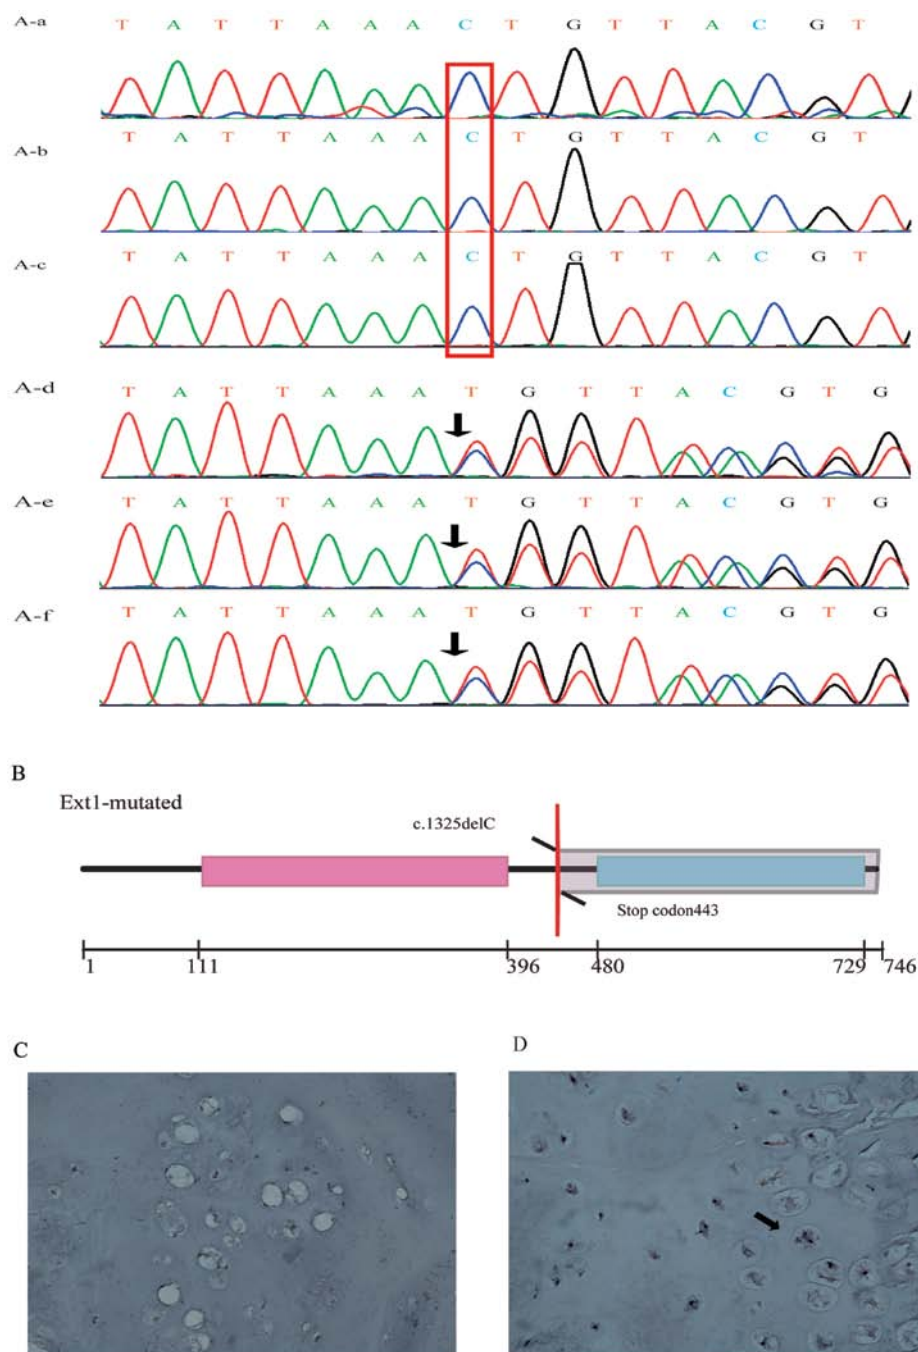 A-a T A T T A A A C T G T T A C G T
A-b T A T T A A A C T G T T A C G T
A-c T A T T A A A C T G T T A C G T
A-d T A T T A A A T G T T A C G T G
A-e T A T T A A A T G T T A C G T G
A-f T A T T A A A T G T T A C G T G
B
Ext1-mutated
c.1325delC
Stop codon443
1 111 396 480 729 746
C D